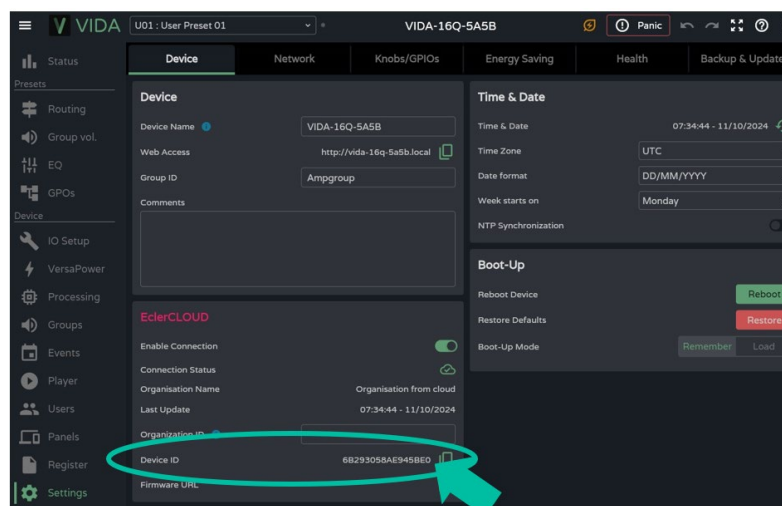 VIDA
U01 : User Preset 01
VIDA-16Q-5A5B
Panic
Status
Presets
Routing
Group vol.
EQ
GPOs
Device
IO Setup
VersaPower
Processing
Groups
Events
Player
Users
Panels
Register
Settings
Device
Network
Knobs/GPIOs
Energy Saving
Health
Backup & Update
Device
Device Name
VIDA-16Q-5A5B
Web Access
http://vida-16q-5a5b.local
Group ID
Ampgroup
Comments
EclerCLOUD
Enable Connection
Connection Status
Organisation Name
Organisation from cloud
Last Update
07:34:44 - 11/10/2024
Organization ID
Device ID
6B293058AE945BE0
Firmware URL
Time & Date
Time & Date
07:34:44 - 11/10/2024
Time Zone
UTC
Date format
DD/MM/YYYY
Week starts on
Monday
NTP Synchronization
Boot-Up
Reboot Device
Reboot
Restore Defaults
Restore
Boot-Up Mode
Remember
Load